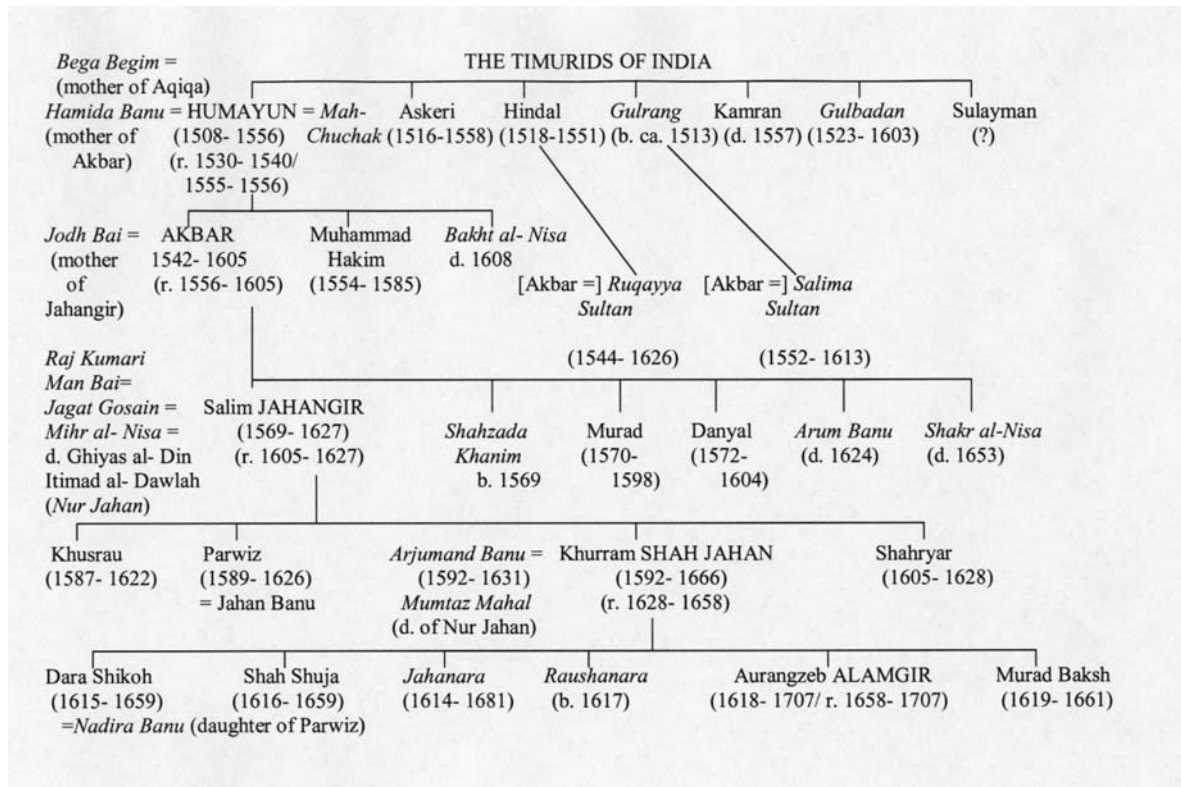 THE TIMURIDS OF INDIA
Bega Begim =
(mother of Aqiqa)
Hamida Banu = HUMAYUN = Mah- Askeri Hindal Gulrang Kamran Gulbadan Sulayman
(mother of (1508- 1556) Chuchak (1516-1558) (1518-1551) (b. ca. 1513) (d. 1557) (1523- 1603) (?)
Akbar) (r. 1530- 1540/
1555- 1556)
Jodh Bai = AKBAR Muhammad Bakht al- Nisa
(mother 1542- 1605 Hakim d. 1608
of (r. 1556- 1605) (1554- 1585) [Akbar =] Ruqayya [Akbar =] Salima
Jahangir) Sultan Sultan
Raj Kumari (1544- 1626) (1552- 1613)
Man Bai=
Jagat Gosain = Salim JAHANGIR
Mihr al- Nisa = (1569- 1627) Shahzada Murad Danyal Arum Banu Shakr al-Nisa
d. Ghiyas al- Din (r. 1605- 1627) Khanim (1570- (1572- (d. 1624) (d. 1653)
Itimad al- Dawlah b. 1569 1598) 1604)
(Nur Jahan)
Khusrau Parwiz Arjumand Banu = Khurram SHAH JAHAN Shahryar
(1587- 1622) (1589- 1626) (1592- 1631) (1592- 1666) (1605- 1628)
= Jahan Banu Mumtaz Mahal (r. 1628- 1658)
(d. of Nur Jahan)
Dara Shikoh Shah Shuja Jahanara Raushanara Aurangzeb ALAMGIR Murad Baksh
(1615- 1659) (1616- 1659) (1614- 1681) (b. 1617) (1618- 1707/ r. 1658- 1707) (1619- 1661)
=Nadira Banu (daughter of Parwiz)